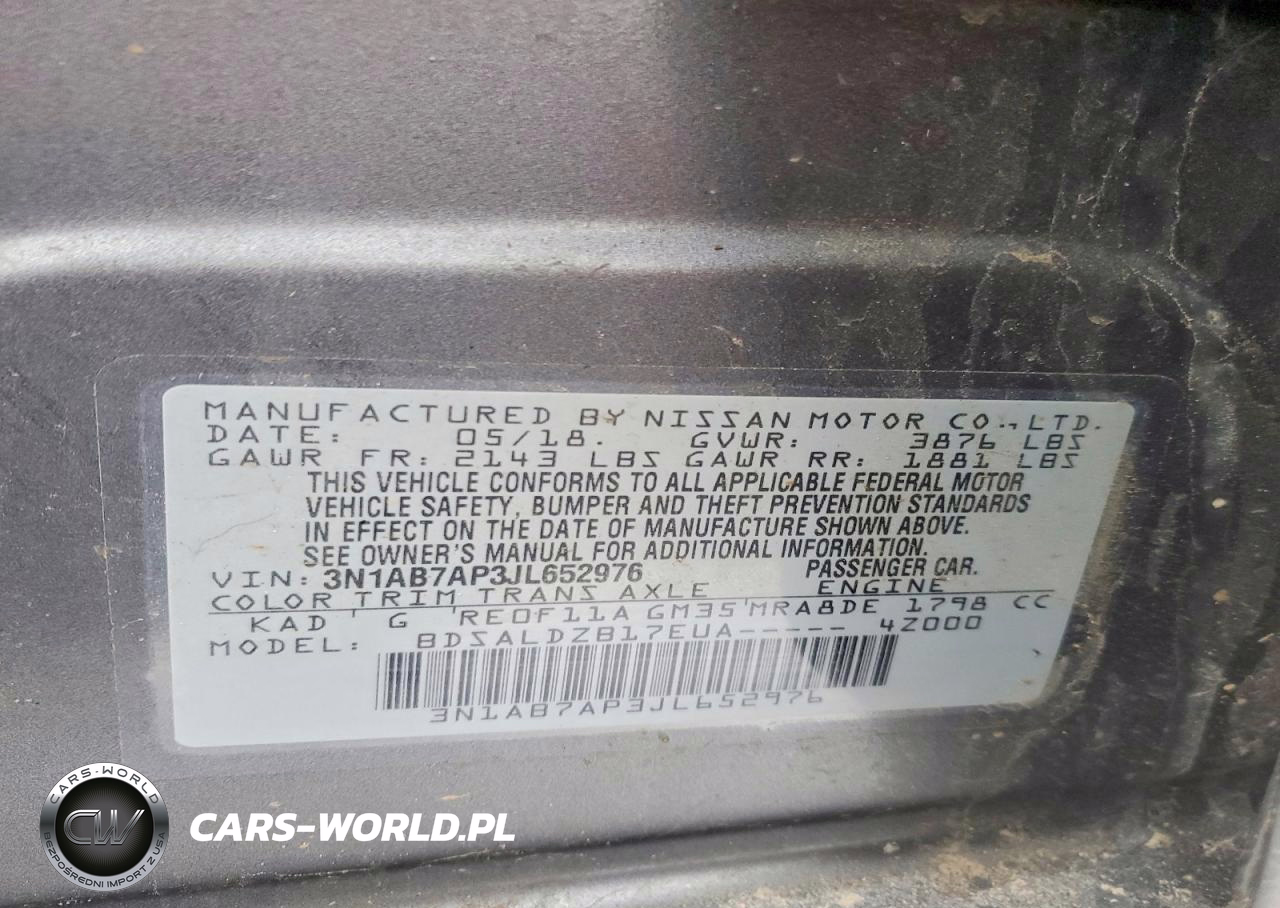 MANUFACTURED BY NISSAN MOTOR CO., LTD.
DATE: 05/18. GVWR: 3876 LBS
GAWR FR: 2143 LBS GAWR RR: 1881 LBS
THIS VEHICLE CONFORMS TO ALL APPLICABLE FEDERAL MOTOR
VEHICLE SAFETY, BUMPER AND THEFT PREVENTION STANDARDS
IN EFFECT ON THE DATE OF MANUFACTURE SHOWN ABOVE.
SEE OWNER'S MANUAL FOR ADDITIONAL INFORMATION.
VIN: 3N1AB7AP3JL652976 PASSENGER CAR.
COLOR TRIM TRANS AXLE ENGINE
KAD G RE0F11A GM35 MRA8DE 1798 CC
MODEL: BDSALDZB17EUA----- 4Z000
3N1AB7AP3JL652976
CARS-WORLD
CW
BEZPOŚREDNI IMPORT Z USA
CARS-WORLD.PL